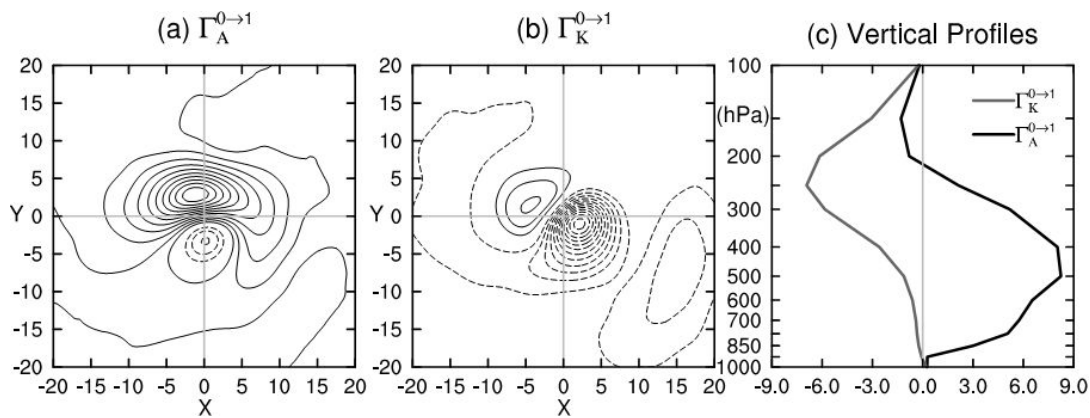 (a) Γ_A^{0→1}
(b) Γ_K^{0→1}
(c) Vertical Profiles
20
15
10
5
Y 0
-5
-10
-15
-20
-20 -15 -10 -5 0 5 10 15 20
X
20
15
10
5
Y 0
-5
-10
-15
-20
-20 -15 -10 -5 0 5 10 15 20
X
100
(hPa)
200
300
400
500
600
700
850
1000
-9.0 -6.0 -3.0 0.0 3.0 6.0 9.0
Γ_K^{0→1}
Γ_A^{0→1}